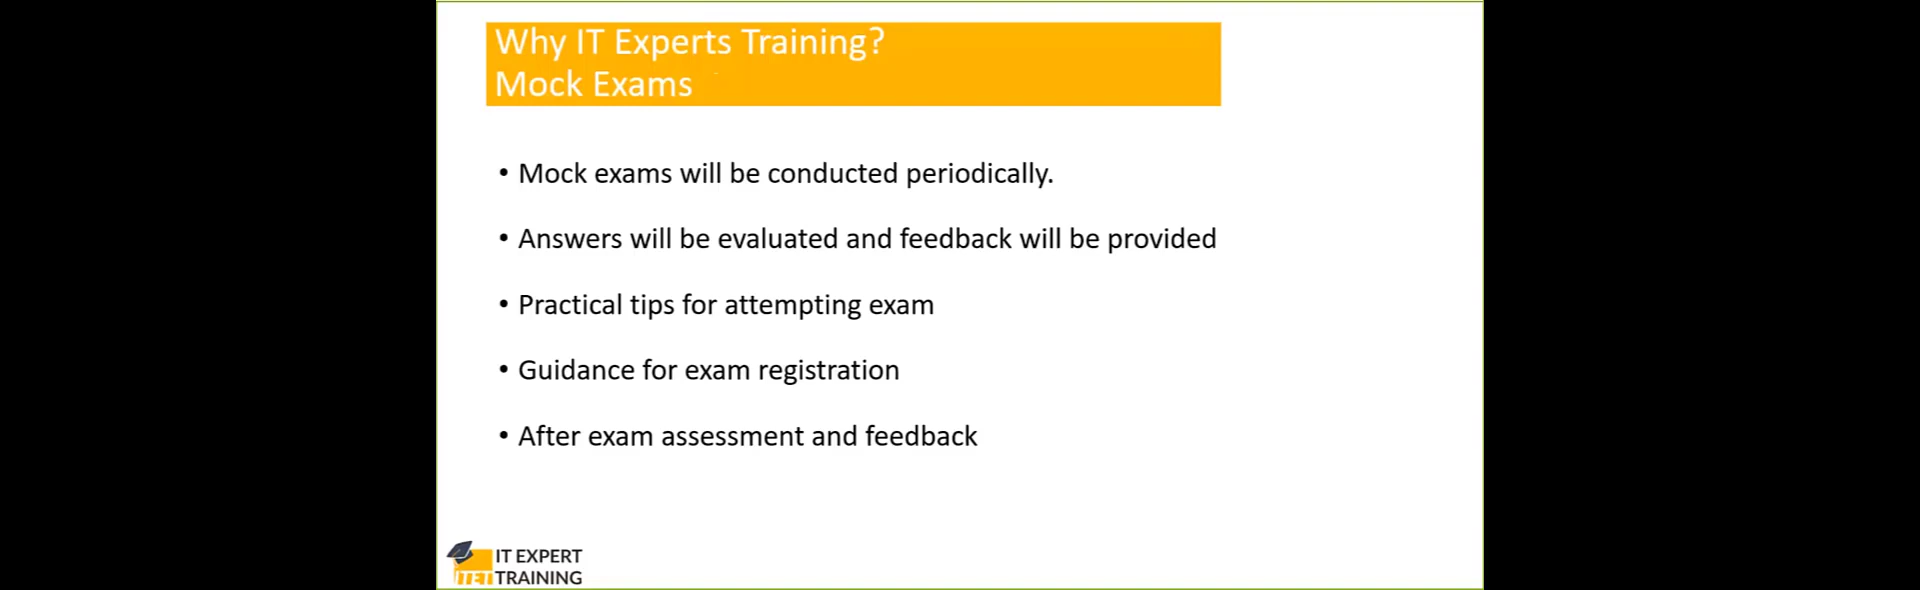 Why IT Experts Training?
Mock Exams
• Mock exams will be conducted periodically.
• Answers will be evaluated and feedback will be provided
• Practical tips for attempting exam
• Guidance for exam registration
• After exam assessment and feedback
IT EXPERT
ITET TRAINING